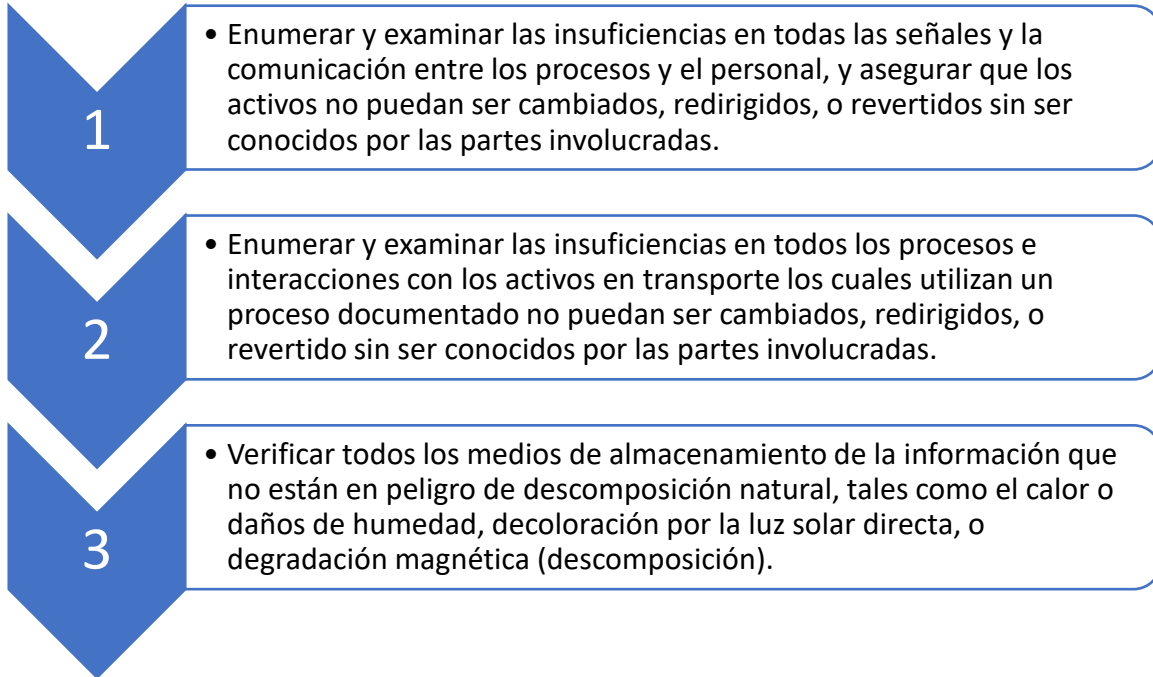 1
• Enumerar y examinar las insuficiencias en todas las señales y la
comunicación entre los procesos y el personal, y asegurar que los
activos no puedan ser cambiados, redirigidos, o revertidos sin ser
conocidos por las partes involucradas.
2
• Enumerar y examinar las insuficiencias en todos los procesos e
interacciones con los activos en transporte los cuales utilizan un
proceso documentado no puedan ser cambiados, redirigidos, o
revertido sin ser conocidos por las partes involucradas.
3
• Verificar todos los medios de almacenamiento de la información que
no están en peligro de descomposición natural, tales como el calor o
daños de humedad, decoloración por la luz solar directa, o
degradación magnética (descomposición).